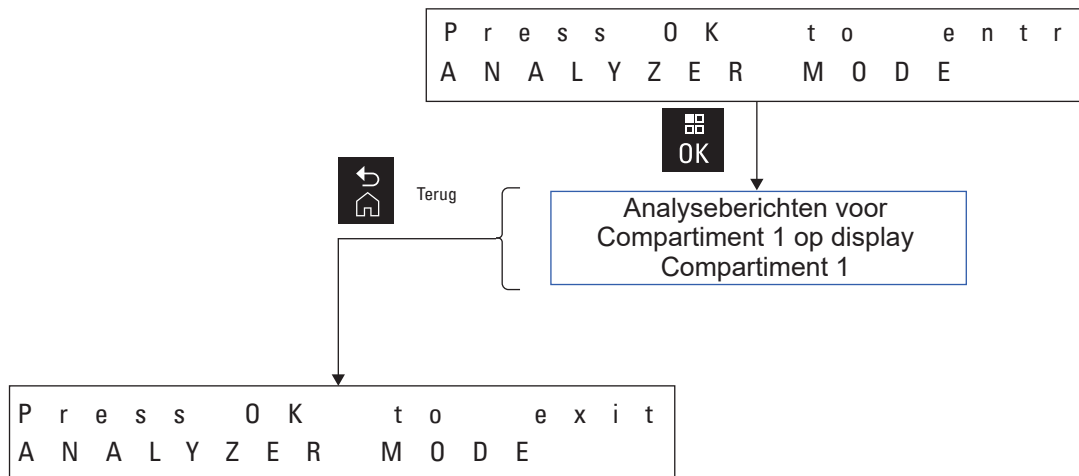 Press OK to entr
ANALYZER MODE
OK
Terug
Analyseberichten voor
Compartiment 1 op display
Compartiment 1
Press OK to exit
ANALYZER MODE